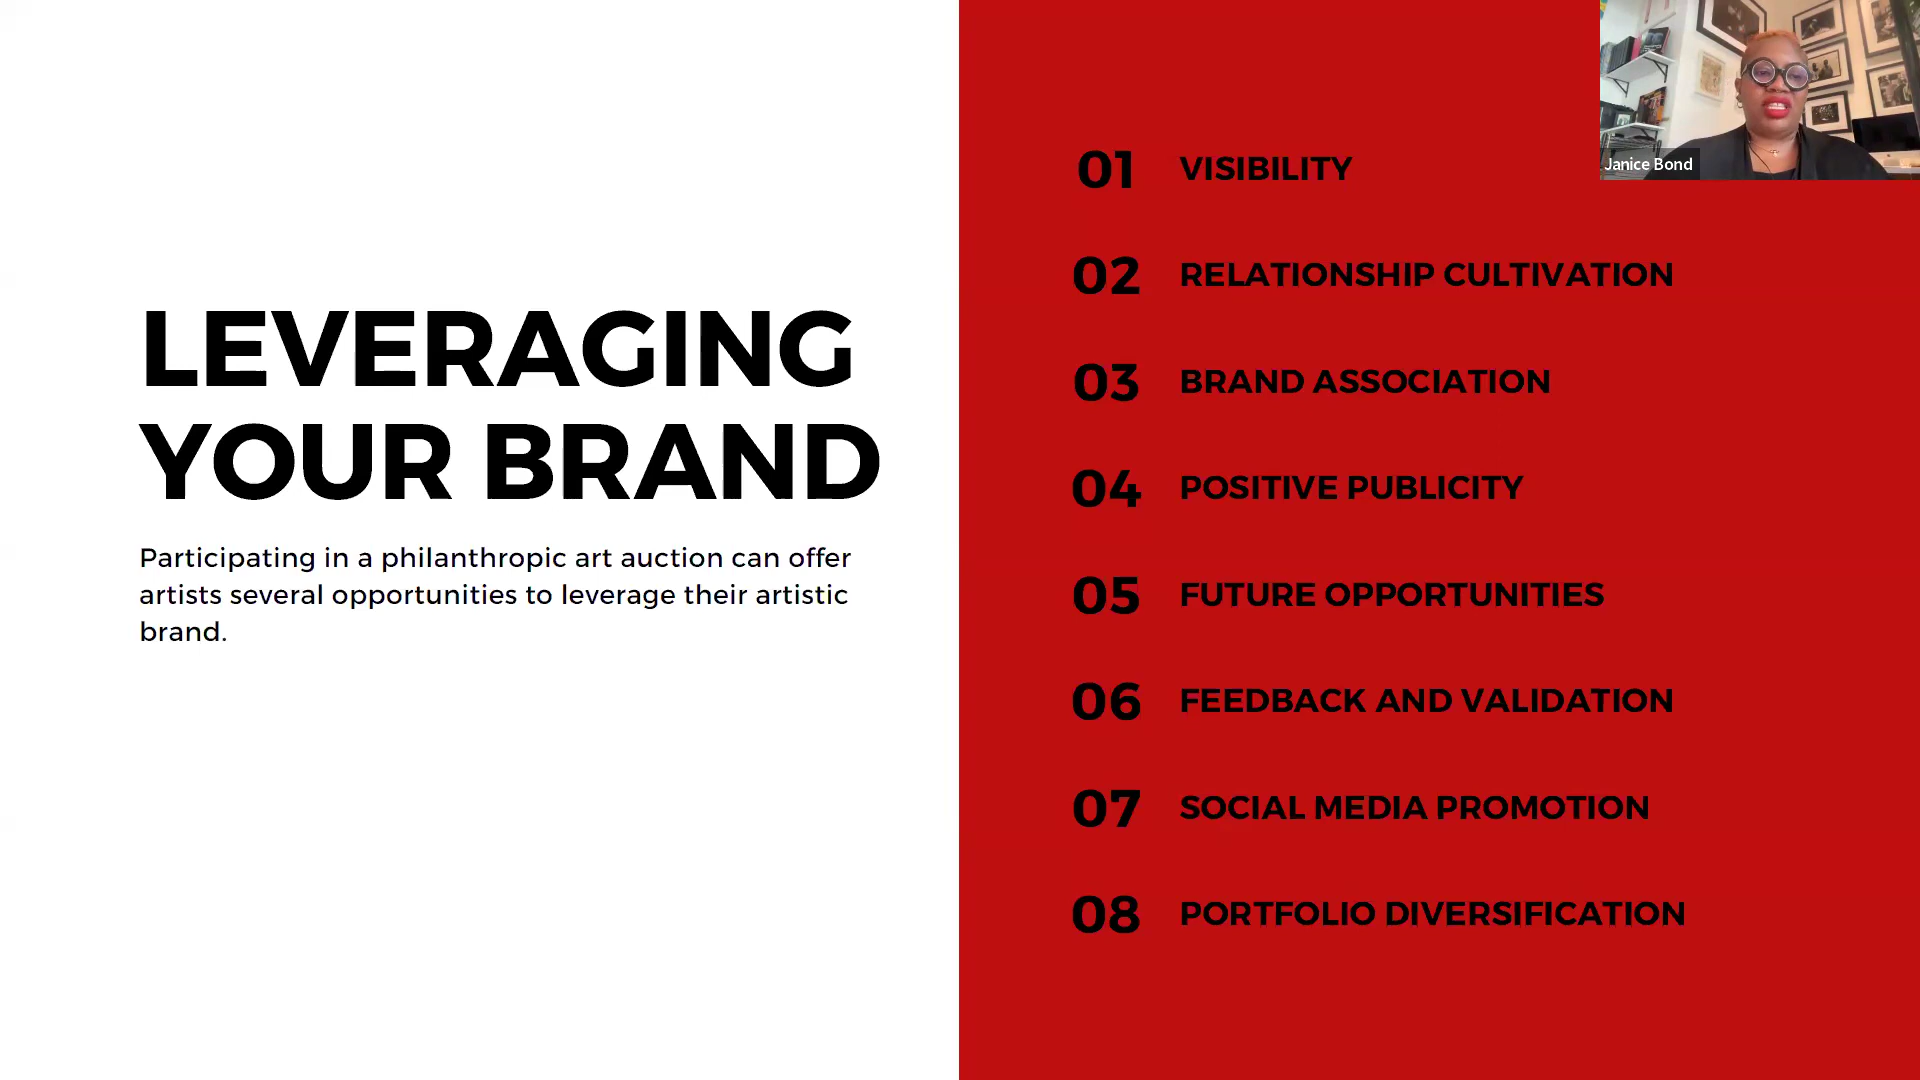 LEVERAGING
YOUR BRAND
Participating in a philanthropic art auction can offer
artists several opportunities to leverage their artistic
brand.
01 VISIBILITY
02 RELATIONSHIP CULTIVATION
03 BRAND ASSOCIATION
04 POSITIVE PUBLICITY
05 FUTURE OPPORTUNITIES
06 FEEDBACK AND VALIDATION
07 SOCIAL MEDIA PROMOTION
08 PORTFOLIO DIVERSIFICATION
Janice Bond